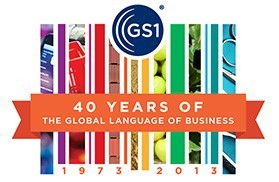 GS1
®
40 YEARS OF
THE GLOBAL LANGUAGE OF BUSINESS
1973 2013